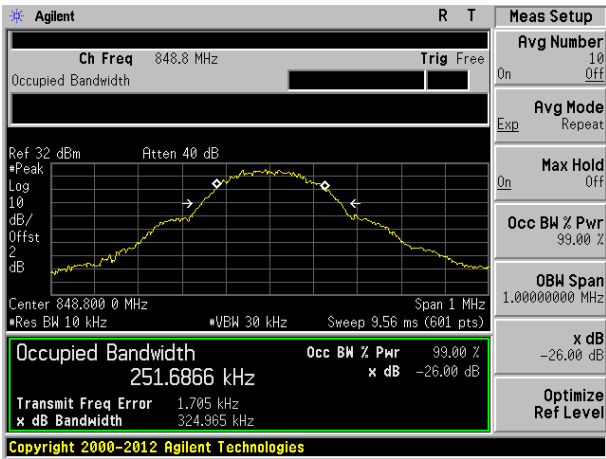 Agilent R T Meas Setup
Ch Freq 848.8 MHz Trig Free
Occupied Bandwidth
Avg Number
10
On Off
Avg Mode
Exp Repeat
Max Hold
On Off
Occ BW % Pwr
99.00 %
OBW Span
1.00000000 MHz
x dB
-26.00 dB
Optimize
Ref Level
Ref 32 dBm Atten 40 dB
#Peak
Log
10
dB/
Offst
2
dB
Center 848.800 0 MHz Span 1 MHz
#Res BW 10 kHz #VBW 30 kHz Sweep 9.56 ms (601 pts)
Occupied Bandwidth Occ BW % Pwr 99.00 %
251.6866 kHz x dB -26.00 dB
Transmit Freq Error 1.705 kHz
x dB Bandwidth 324.965 kHz
Copyright 2000-2012 Agilent Technologies